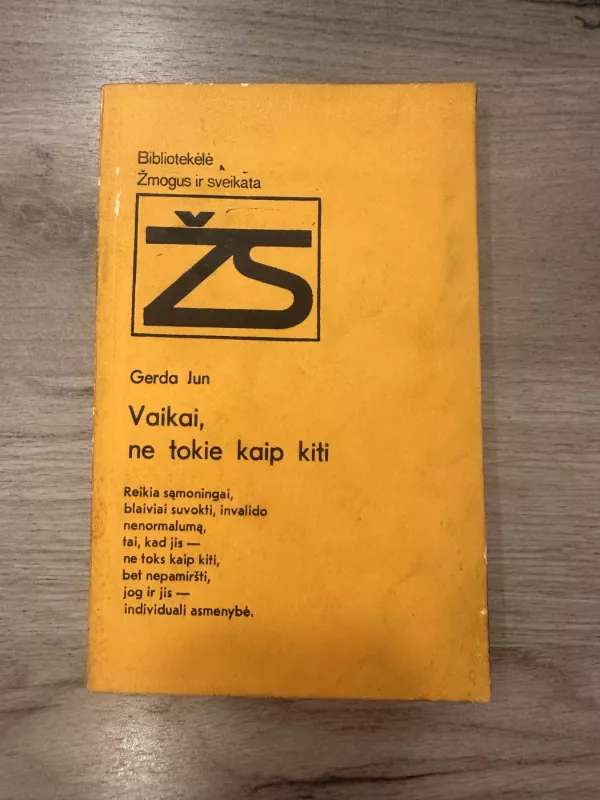 Bibliotekėlė
Žmogus ir sveikata
ŽS
Gerda Jun
Vaikai,
ne tokie kaip kiti
Reikia sąmoningai,
blaiviai suvokti, invalido
nenormalumą,
tai, kad jis —
ne toks kaip kiti,
bet nepamiršti,
jog ir jis —
individuali asmenybė.